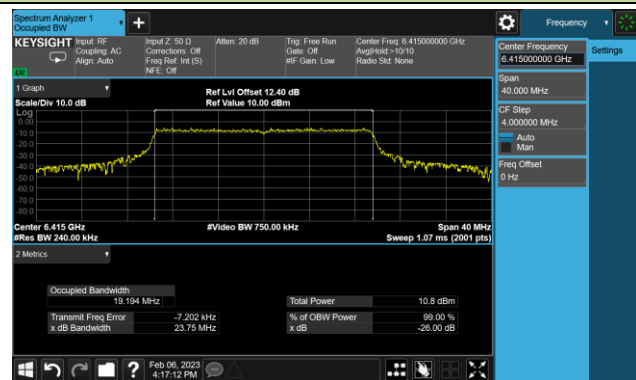 Spectrum Analyzer 1
Occupied BW
Frequency
KEYSIGHT
Input: RF
Coupling: AC
Align: Auto
Input Z: 50 Ω
Corrections: Off
Freq Ref: Int (S)
NFE: Off
Atten: 20 dB
Trig: Free Run
Gate: Off
#IF Gain: Low
Center Freq: 6.415000000 GHz
Avg|Hold:>10/10
Radio Std: None
LW
Center Frequency
6.415000000 GHz
Settings
Span
40.000 MHz
CF Step
4.000000 MHz
Auto
Man
Freq Offset
0 Hz
1 Graph
Scale/Div 10.0 dB
Ref Lvl Offset 12.40 dB
Ref Value 10.00 dBm
Log
0.00
-10.0
-20.0
-30.0
-40.0
-50.0
-60.0
-70.0
-80.0
Center 6.415 GHz
#Res BW 240.00 kHz
#Video BW 750.00 kHz
Span 40 MHz
Sweep 1.07 ms (2001 pts)
2 Metrics
Occupied Bandwidth
19.194 MHz
Total Power 10.8 dBm
Transmit Freq Error -7.202 kHz
% of OBW Power 99.00 %
x dB Bandwidth 23.75 MHz
x dB -26.00 dB
Feb 06, 2023
4:17:12 PM